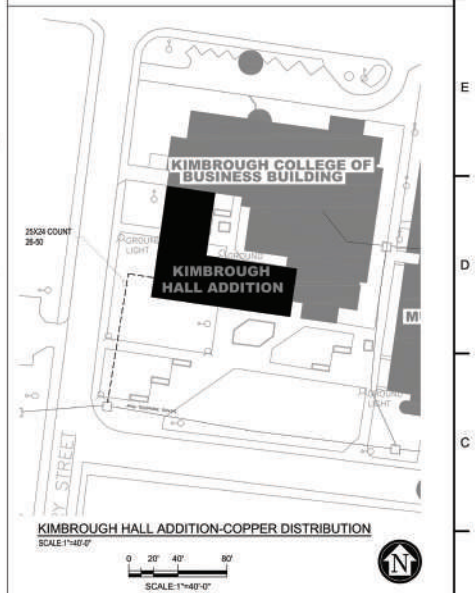 E
KIMBROUGH COLLEGE OF
BUSINESS BUILDING
25X24 COUNT
26-50
GROUND
LIGHT
GROUND
D
KIMBROUGH
HALL ADDITION
GROUND
LIGHT
C
Y STREET
KIMBROUGH HALL ADDITION-COPPER DISTRIBUTION
SCALE:1"=40'-0"
0 20' 40' 80'
SCALE:1"=40'-0"
N